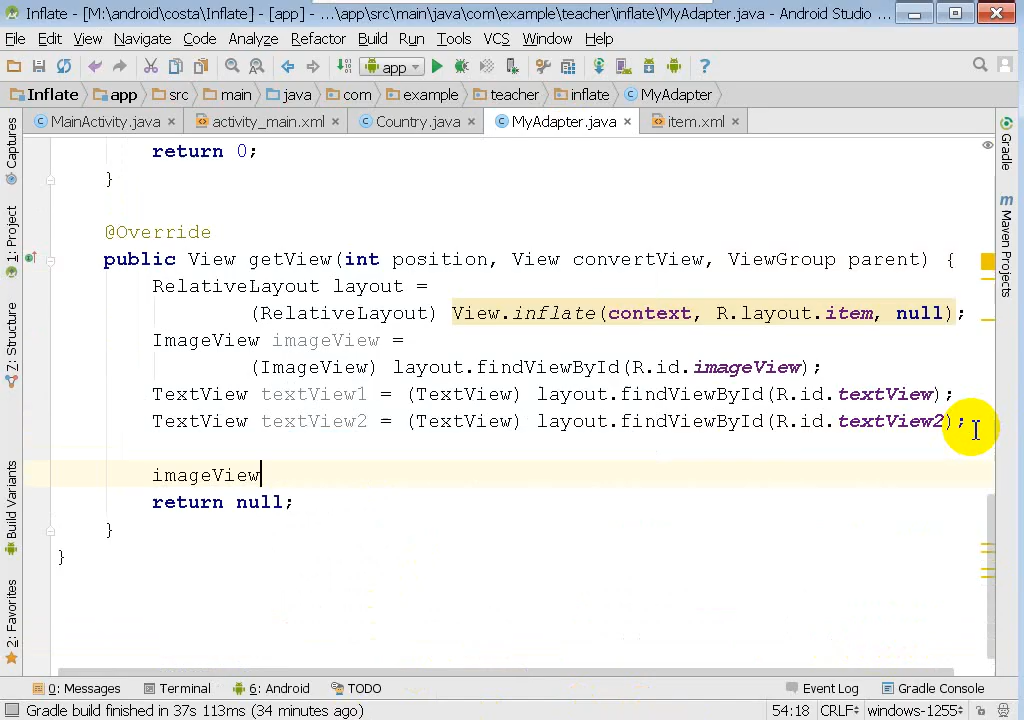 Inflate - [M:\android\costa\Inflate] - [app] - ...\app\src\main\java\com\example\teacher\inflate\MyAdapter.java - Android Studio ...
File Edit View Navigate Code Analyze Refactor Build Run Tools VCS Window Help
app
Inflate app src main java com example teacher inflate MyAdapter
MainActivity.java activity_main.xml Country.java MyAdapter.java item.xml
Captures
1: Project
Z: Structure
Build Variants
2: Favorites
return 0;
}
@Override
public View getView(int position, View convertView, ViewGroup parent) {
RelativeLayout layout =
(RelativeLayout) View.inflate(context, R.layout.item, null);
ImageView imageView =
(ImageView) layout.findViewById(R.id.imageView);
TextView textView1 = (TextView) layout.findViewById(R.id.textView);
TextView textView2 = (TextView) layout.findViewById(R.id.textView2);
imageView
return null;
}
}
Gradle
m Maven Projects
0: Messages Terminal 6: Android TODO Event Log Gradle Console
Gradle build finished in 37s 113ms (34 minutes ago) 54:18 CRLF windows-1255